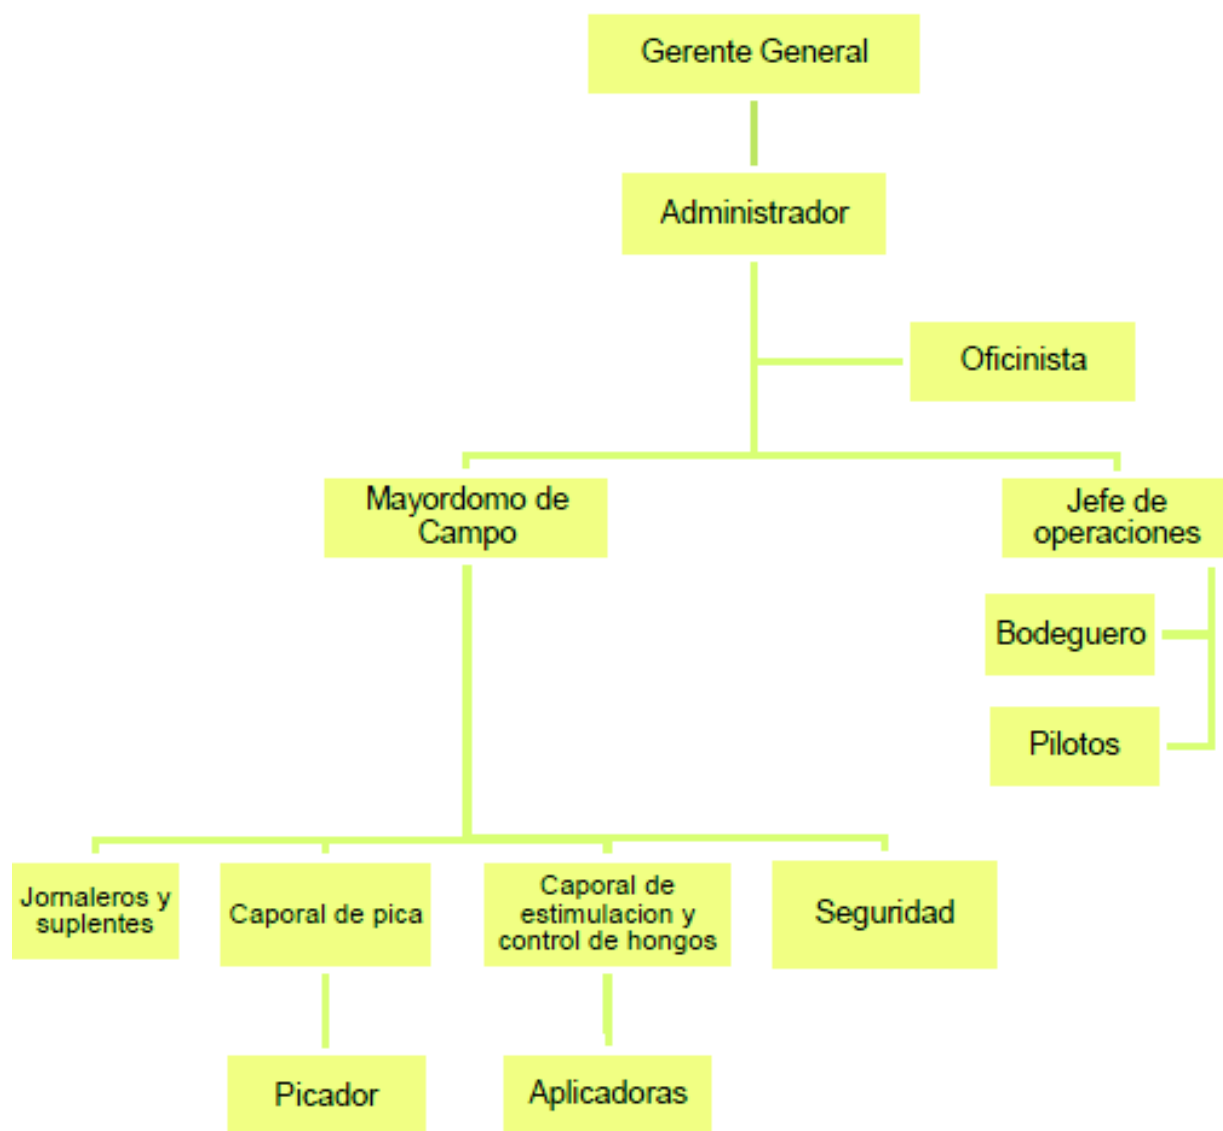 Gerente General
Administrador
Oficinista
Mayordomo de
Campo
Jefe de
operaciones
Bodeguero
Pilotos
Jornaleros y
suplentes
Caporal de pica
Caporal de
estimulacion y
control de hongos
Seguridad
Picador
Aplicadoras